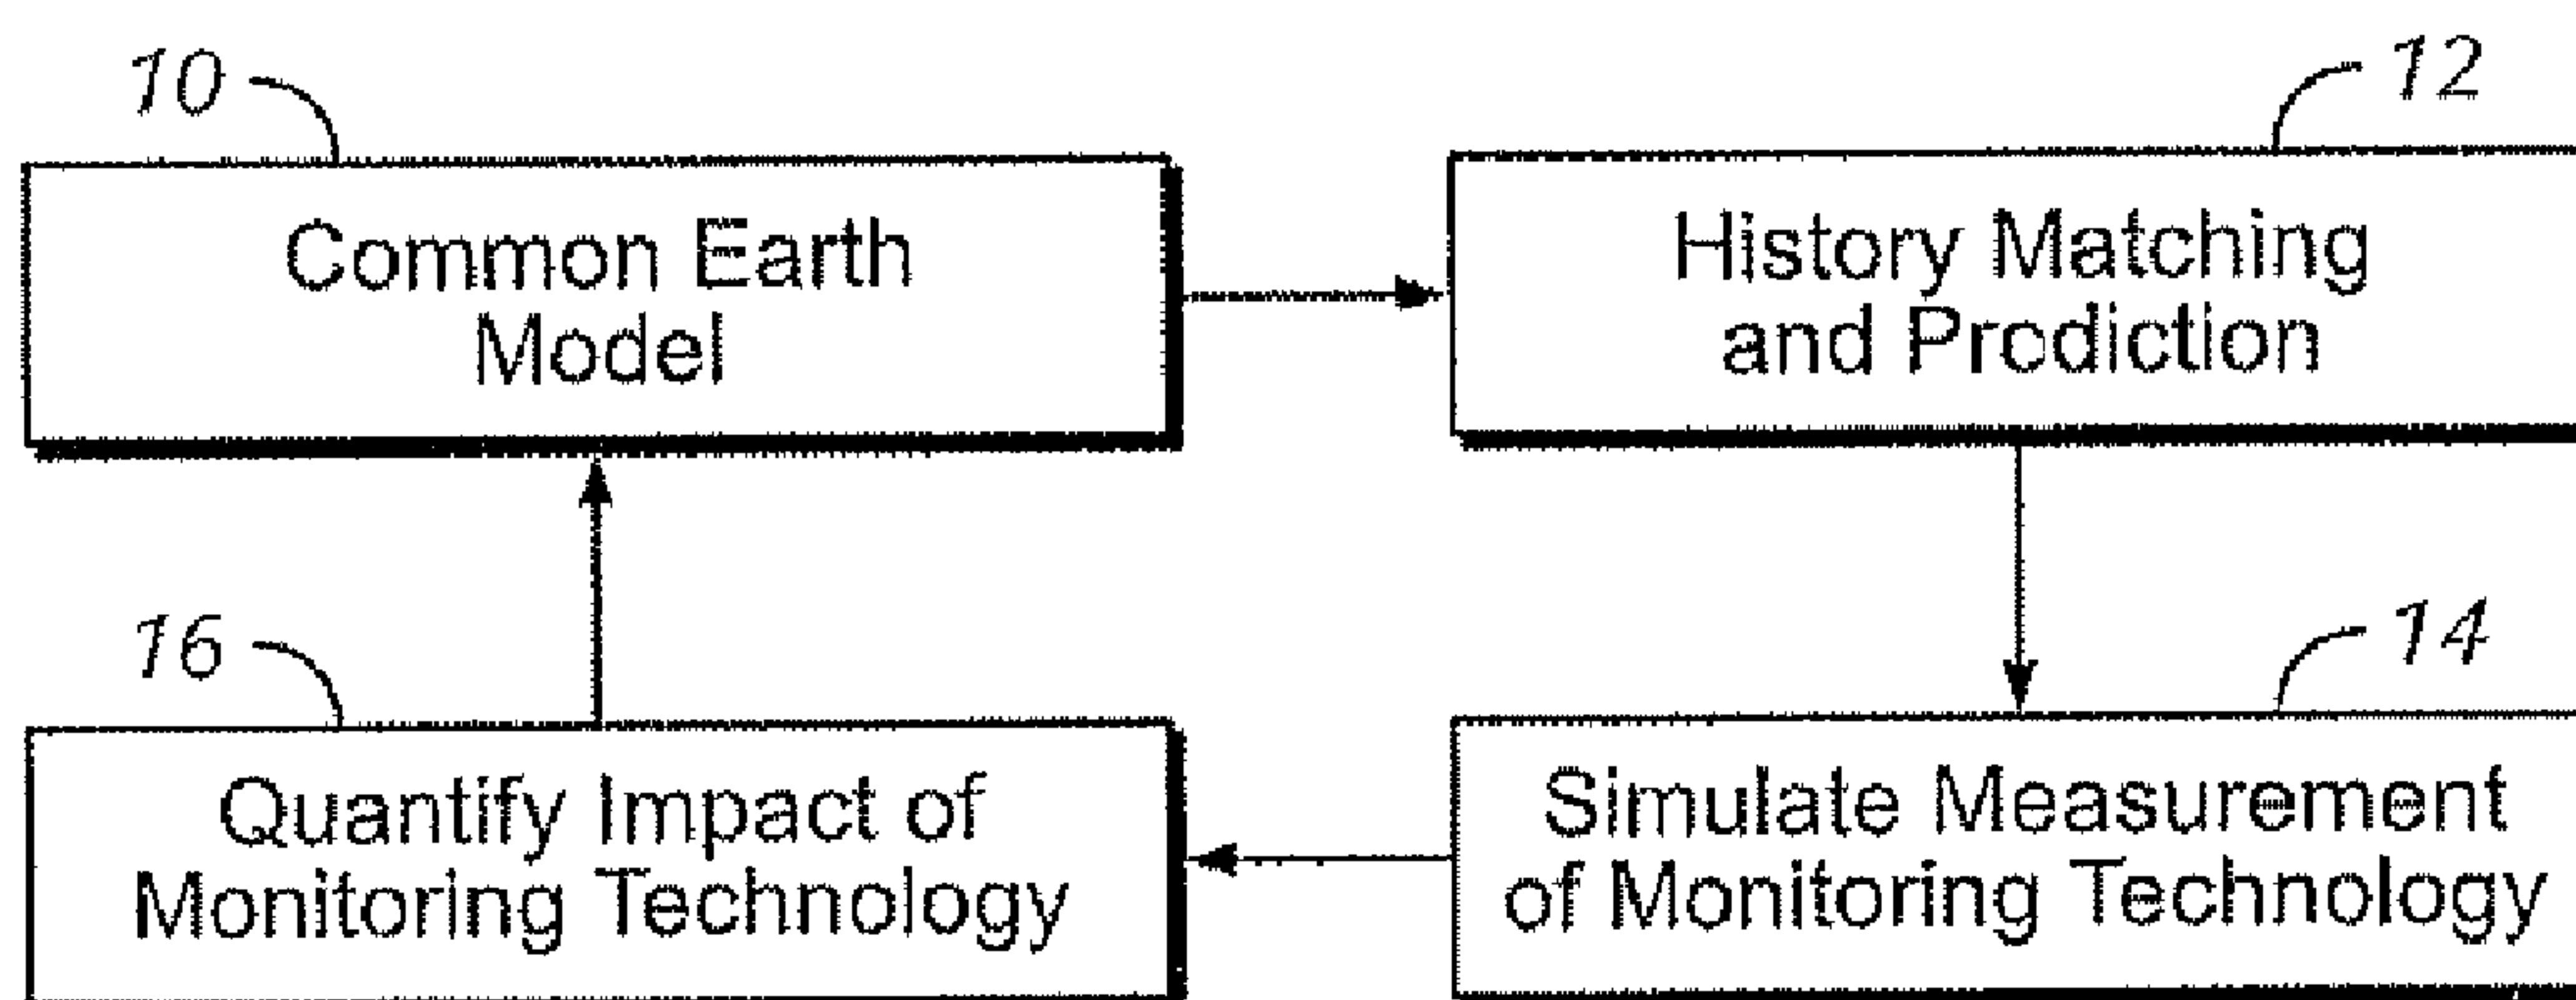 10
12
Common Earth
Model
History Matching
and Prediction
16
14
Quantify Impact of
Monitoring Technology
Simulate Measurement
of Monitoring Technology